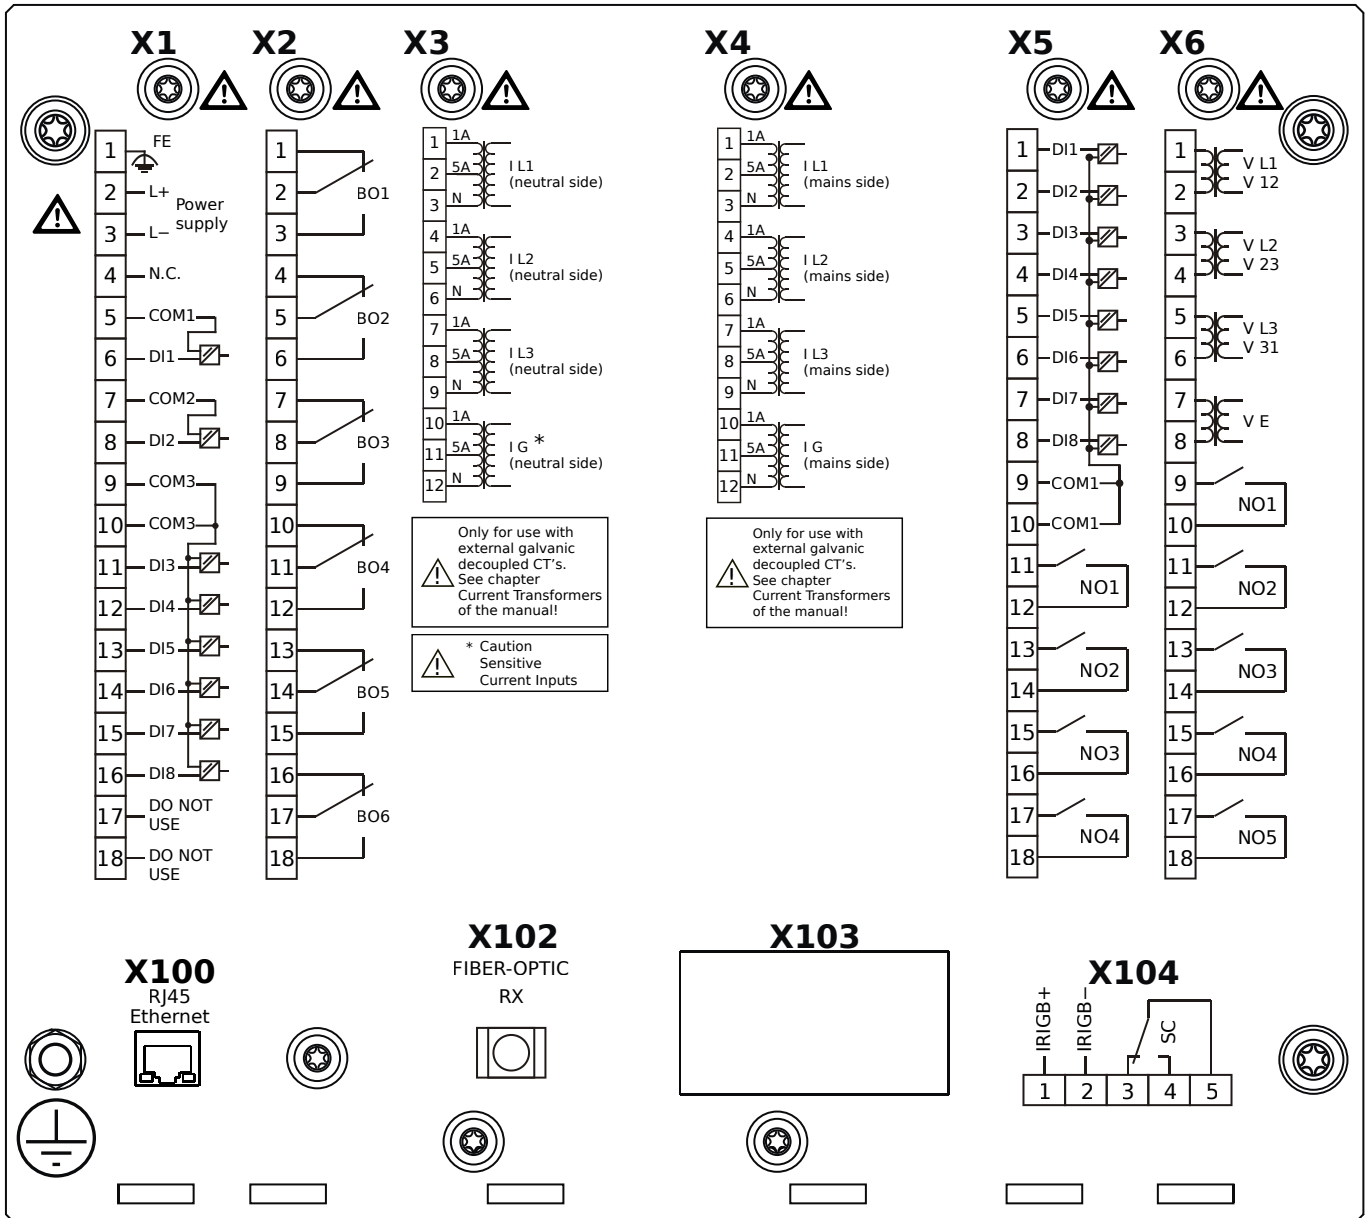 X1
X2
X3
X4
X5
X6
1 FE
2 L+
Power
supply
3 L−
4 N.C.
5 COM1
6 DI1
7 COM2
8 DI2
9 COM3
10 COM3
11 DI3
12 DI4
13 DI5
14 DI6
15 DI7
16 DI8
17 DO NOT
USE
18 DO NOT
USE
1
2 BO1
3
4
5 BO2
6
7
8 BO3
9
10
11 BO4
12
13
14 BO5
15
16
17 BO6
18
1 1A
2 5A
3 N
I L1
(neutral side)
4 1A
5 5A
6 N
I L2
(neutral side)
7 1A
8 5A
9 N
I L3
(neutral side)
10 1A
11 5A
12 N
I G *
(neutral side)
Only for use with
external galvanic
decoupled CT’s.
See chapter
Current Transformers
of the manual!
* Caution
Sensitive
Current Inputs
1 1A
2 5A
3 N
I L1
(mains side)
4 1A
5 5A
6 N
I L2
(mains side)
7 1A
8 5A
9 N
I L3
(mains side)
10 1A
11 5A
12 N
I G
(mains side)
Only for use with
external galvanic
decoupled CT’s.
See chapter
Current Transformers
of the manual!
1 DI1
2 DI2
3 DI3
4 DI4
5 DI5
6 DI6
7 DI7
8 DI8
9 COM1
10 COM1
11
NO1
12
13
NO2
14
15
NO3
16
17
NO4
18
1
V L1
V 12
2
3
V L2
V 23
4
5
V L3
V 31
6
7
V E
8
9
NO1
10
11
NO2
12
13
NO3
14
15
NO4
16
17
NO5
18
X100
RJ45
Ethernet
X102
FIBER-OPTIC
RX
X103
X104
IRIGB+
IRIGB−
SC
1 2 3 4 5